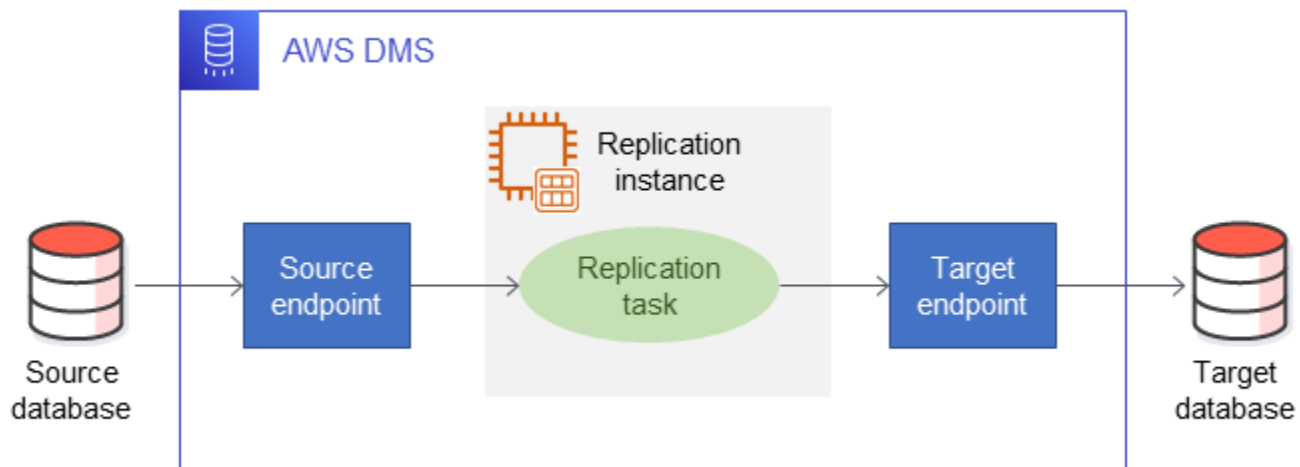 AWS DMS
Replication
instance
Source
endpoint
Replication
task
Target
endpoint
Source
database
Target
database